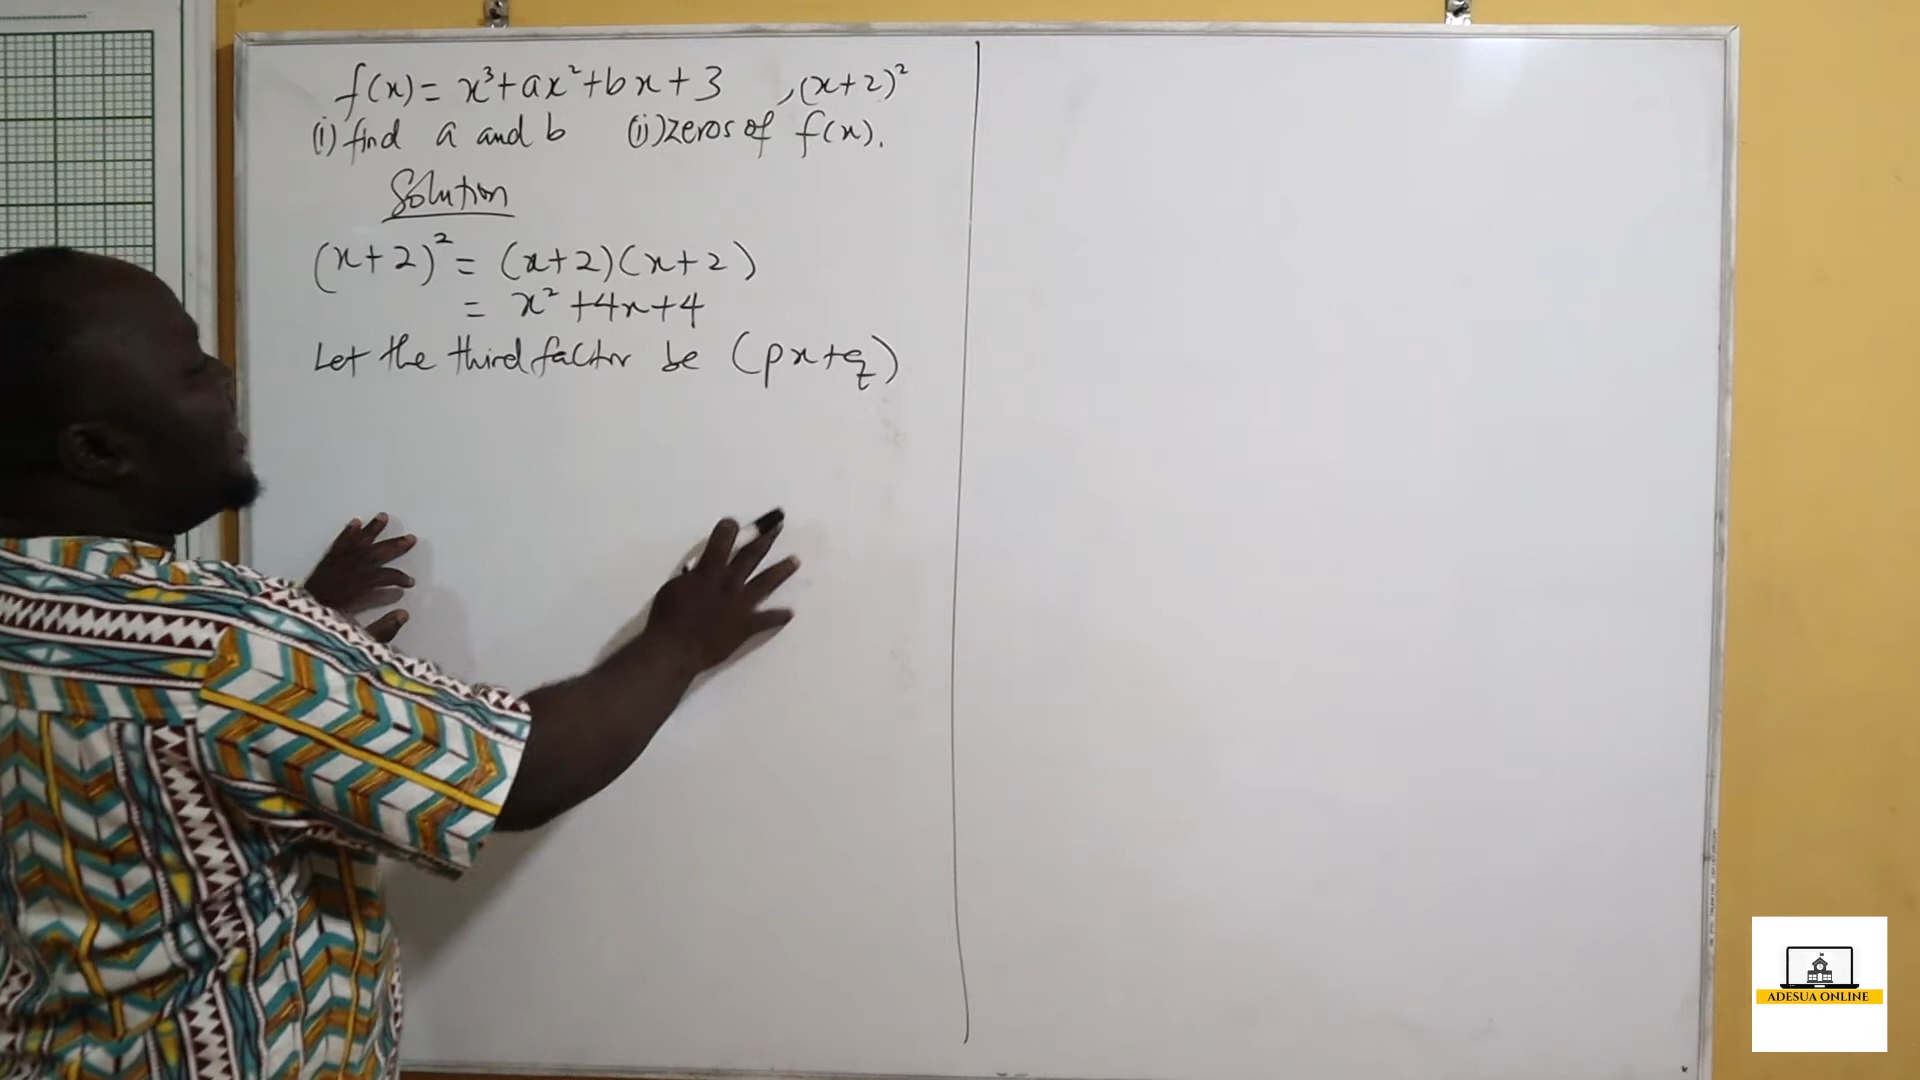 f(x) = x³+ax²+bx+3 , (x+2)²
(i) find a and b (ii) zeros of f(x).
Solution
(x+2)² = (x+2)(x+2)
= x²+4x+4
Let the third factor be (px+q)
ADESUA ONLINE